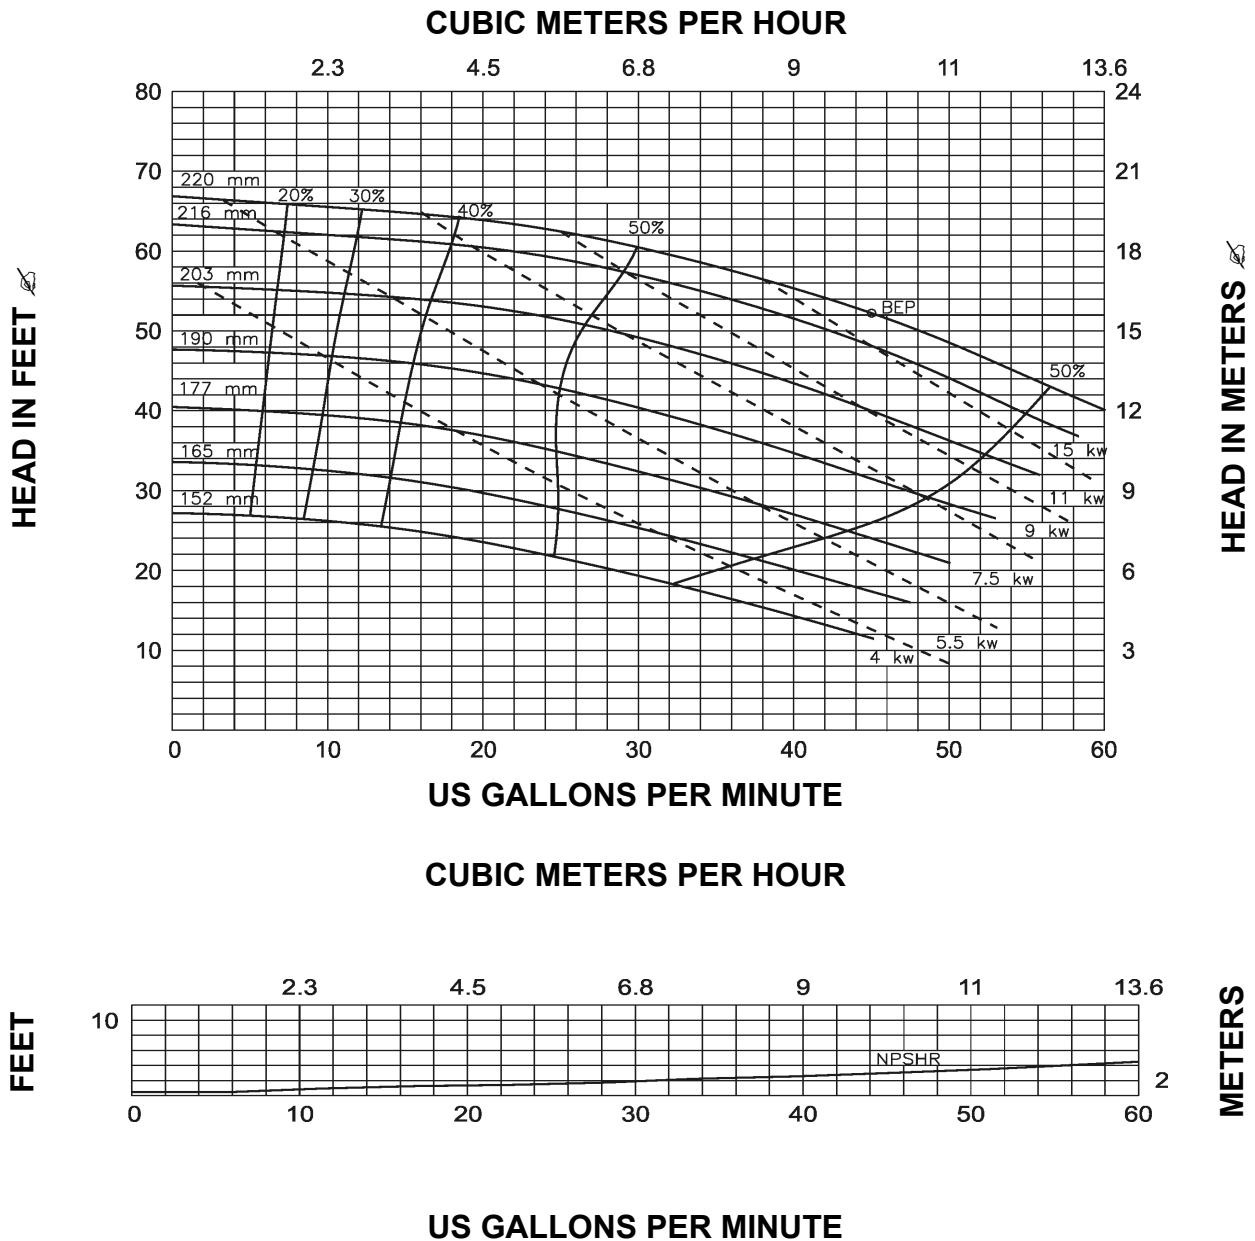 CUBIC METERS PER HOUR
2.3 4.5 6.8 9 11 13.6
80 24
70 21
220 mm 20% 30% 40% 50%
216 mm
60 18
203 mm
BEP
50 15
190 mm
50%
177 mm
40 12
165 mm 15 kw
30 9
152 mm 11 kw
9 kw
20 6
7.5 kw
5.5 kw
10 4 kw 3
0 10 20 30 40 50 60
HEAD IN FEET
HEAD IN METERS
US GALLONS PER MINUTE
CUBIC METERS PER HOUR
2.3 4.5 6.8 9 11 13.6
10
NPSHR
2
0 10 20 30 40 50 60
FEET
METERS
US GALLONS PER MINUTE